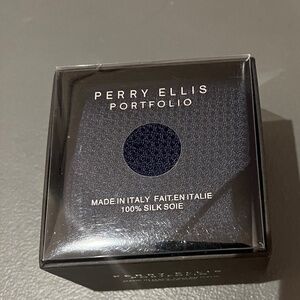 PERRY ELLIS
PORTFOLIO
MADE IN ITALY FAIT.EN ITALIE
100% SILK SOIE
PERRY ELLIS